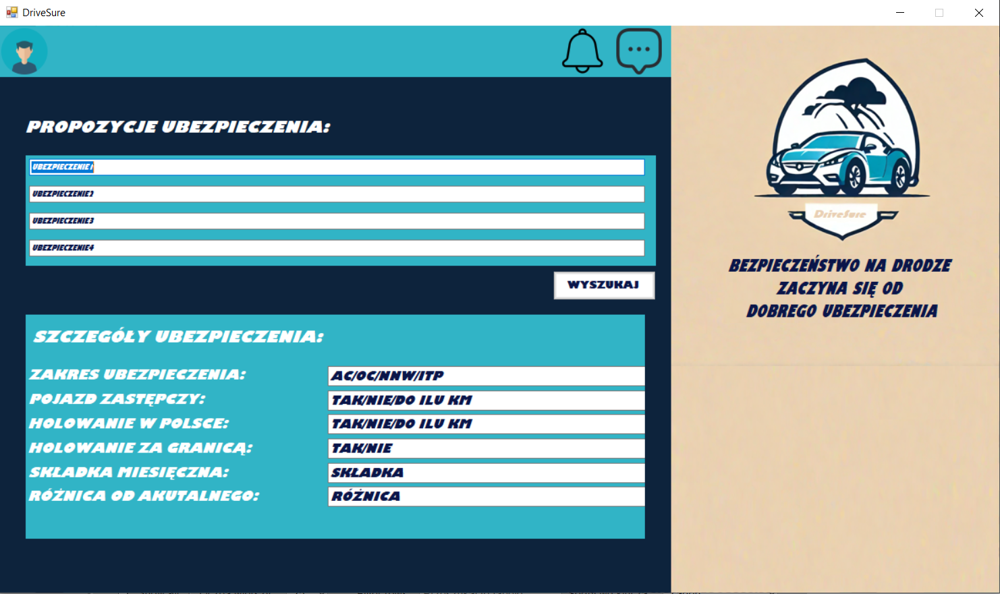 DriveSure
PROPOZYCJE UBEZPIECZENIA:
UBEZPIECZENIE1
UBEZPIECZENIE2
UBEZPIECZENIE3
UBEZPIECZENIE4
WYSZUKAJ
SZCZEGÓŁY UBEZPIECZENIA:
ZAKRES UBEZPIECZENIA: AC/OC/NNW/ITP
POJAZD ZASTĘPCZY: TAK/NIE/DO ILU KM
HOLOWANIE W POLSCE: TAK/NIE/DO ILU KM
HOLOWANIE ZA GRANICĄ: TAK/NIE
SKŁADKA MIESIĘCZNA: SKŁADKA
RÓŻNICA OD AKUTALNEGO: RÓŻNICA
DriveSure
BEZPIECZEŃSTWO NA DRODZE
ZACZYNA SIĘ OD
DOBREGO UBEZPIECZENIA